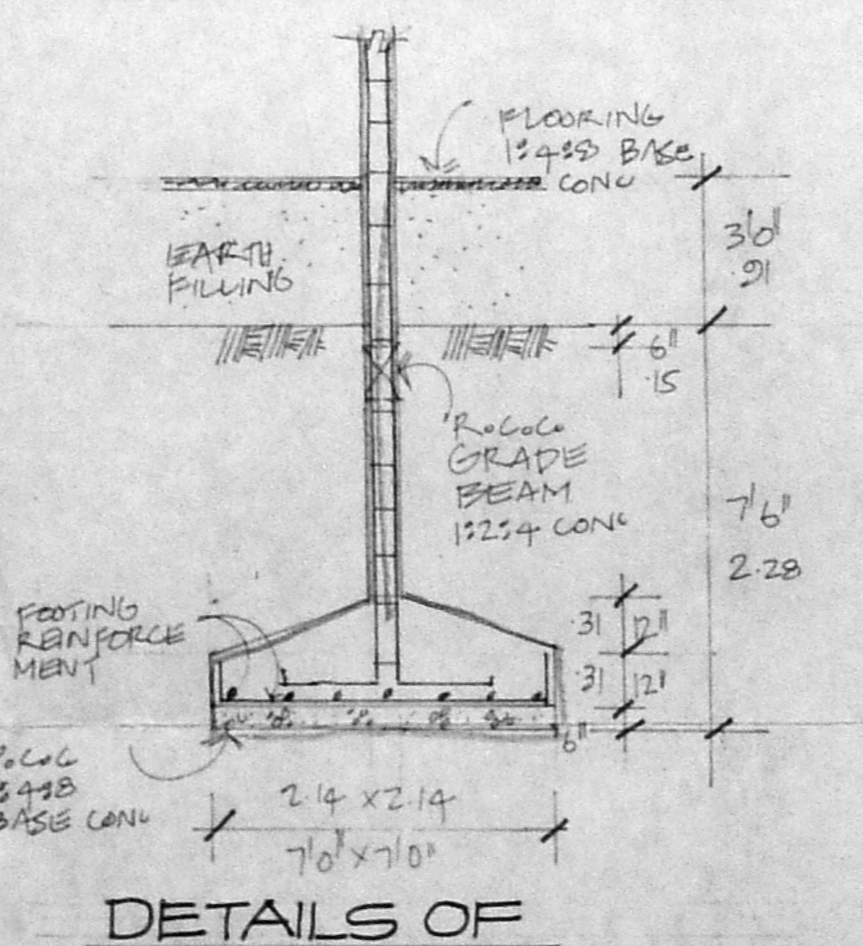 FLOORING
1:4:8 BASE
CONC
3'0"
.91
EARTH
FILLING
6"
.15
R.C.C.
GRADE
BEAM
1:2:4 CONC
7'6"
2.28
FOOTING
REINFORCE
MENT
.31 12"
.31 12"
6"
P.C.C
:4:8
BASE CONC
2.14 x 2.14
7'0" x 7'0"
DETAILS OF